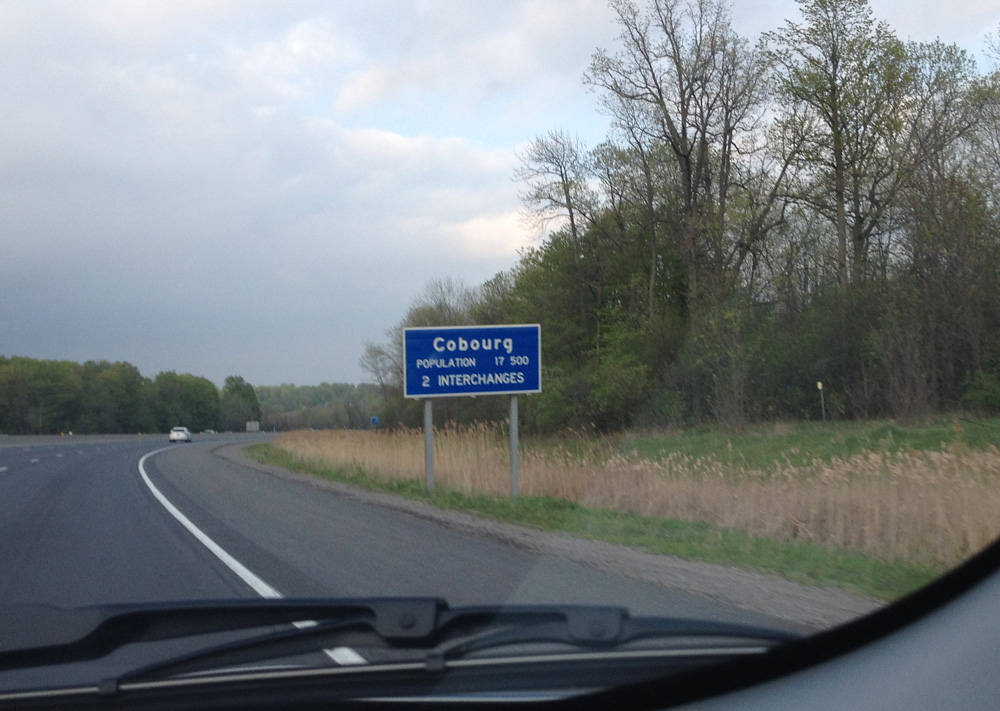 Cobourg
POPULATION 17 500
2 INTERCHANGES